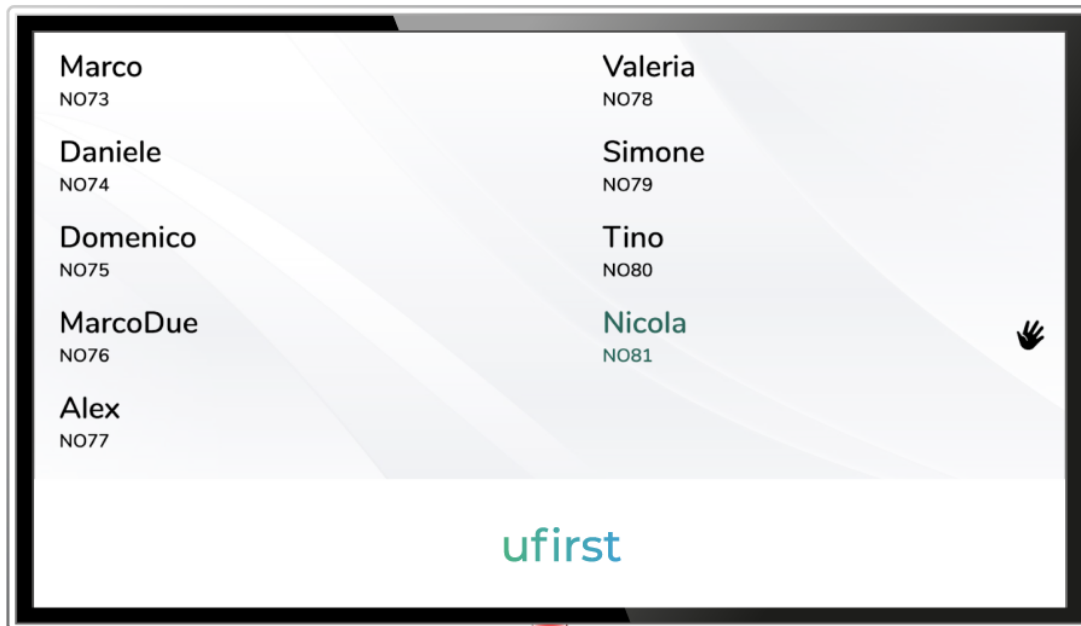 Marco
NO73
Daniele
NO74
Domenico
NO75
MarcoDue
NO76
Alex
NO77
Valeria
NO78
Simone
NO79
Tino
NO80
Nicola
NO81
ufirst